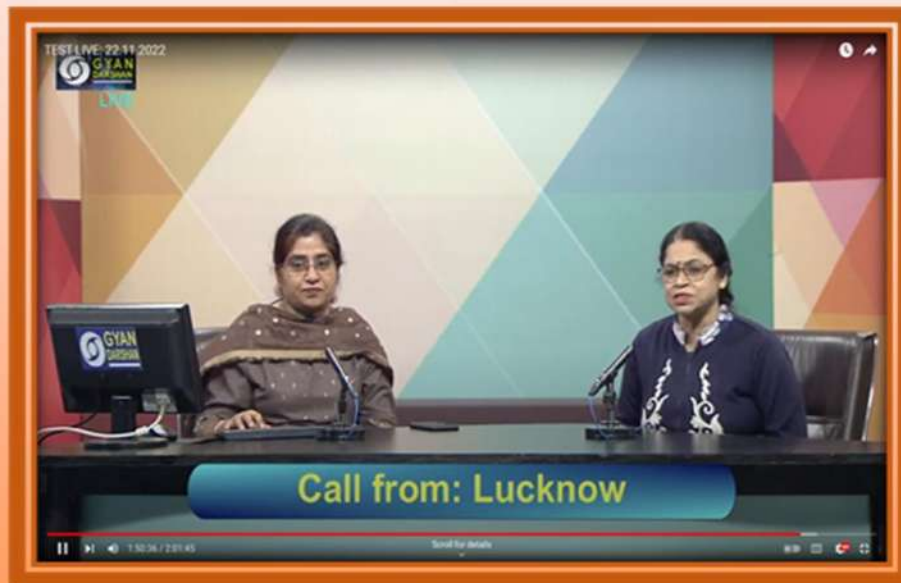 TEST LIVE: 22.11.2022
GYAN
DARSHAN
LIVE
GYAN
DARSHAN
Call from: Lucknow
1:50:36 / 2:01:45
Scroll for details